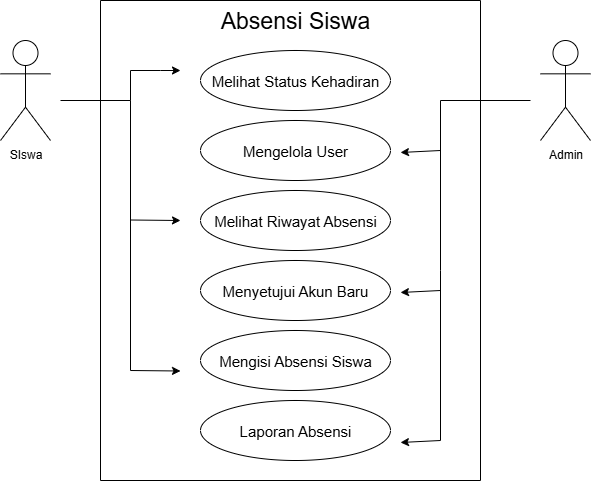 Absensi Siswa
Melihat Status Kehadiran
SIswa
Mengelola User
Admin
Melihat Riwayat Absensi
Menyetujui Akun Baru
Mengisi Absensi Siswa
Laporan Absensi